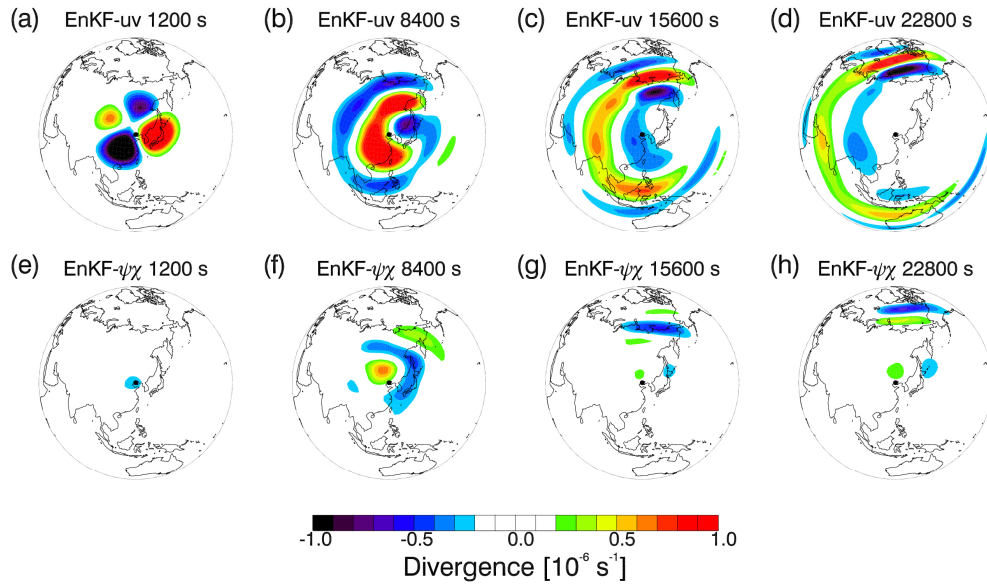 (a) EnKF-uv 1200 s
(b) EnKF-uv 8400 s
(c) EnKF-uv 15600 s
(d) EnKF-uv 22800 s
(e) EnKF-ψχ 1200 s
(f) EnKF-ψχ 8400 s
(g) EnKF-ψχ 15600 s
(h) EnKF-ψχ 22800 s
-1.0 -0.5 0.0 0.5 1.0
Divergence [10⁻⁶ s⁻¹]